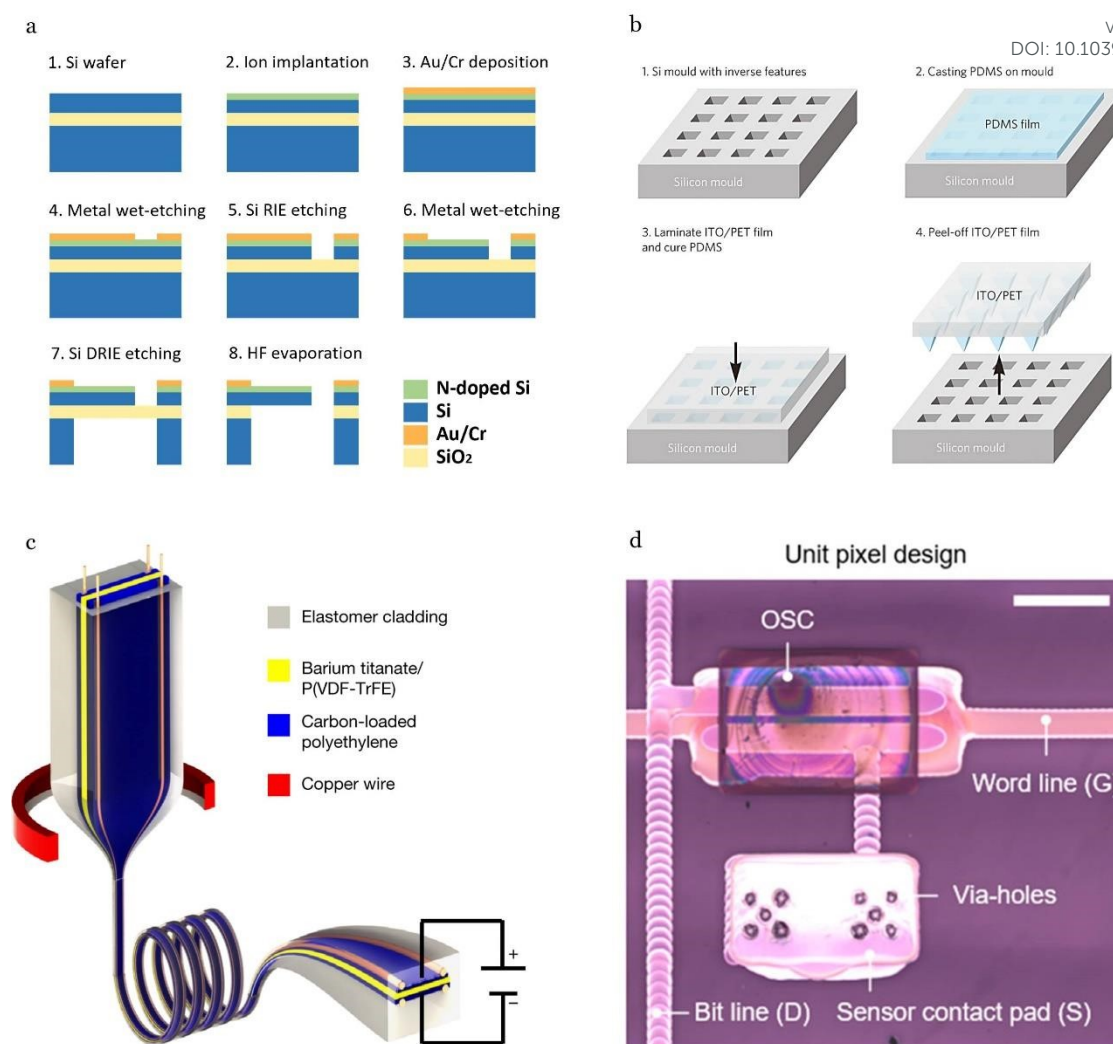 a
1. Si wafer
2. Ion implantation
3. Au/Cr deposition
4. Metal wet-etching
5. Si RIE etching
6. Metal wet-etching
7. Si DRIE etching
8. HF evaporation
N-doped Si
Si
Au/Cr
SiO₂
b
V
DOI: 10.1039
1. Si mould with inverse features
2. Casting PDMS on mould
Silicon mould
PDMS film
Silicon mould
3. Laminate ITO/PET film
and cure PDMS
4. Peel-off ITO/PET film
ITO/PET
Silicon mould
ITO/PET
Silicon mould
c
Elastomer cladding
Barium titanate/
P(VDF-TrFE)
Carbon-loaded
polyethylene
Copper wire
+
−
d
Unit pixel design
OSC
Word line (G
Via-holes
Bit line (D)
Sensor contact pad (S)